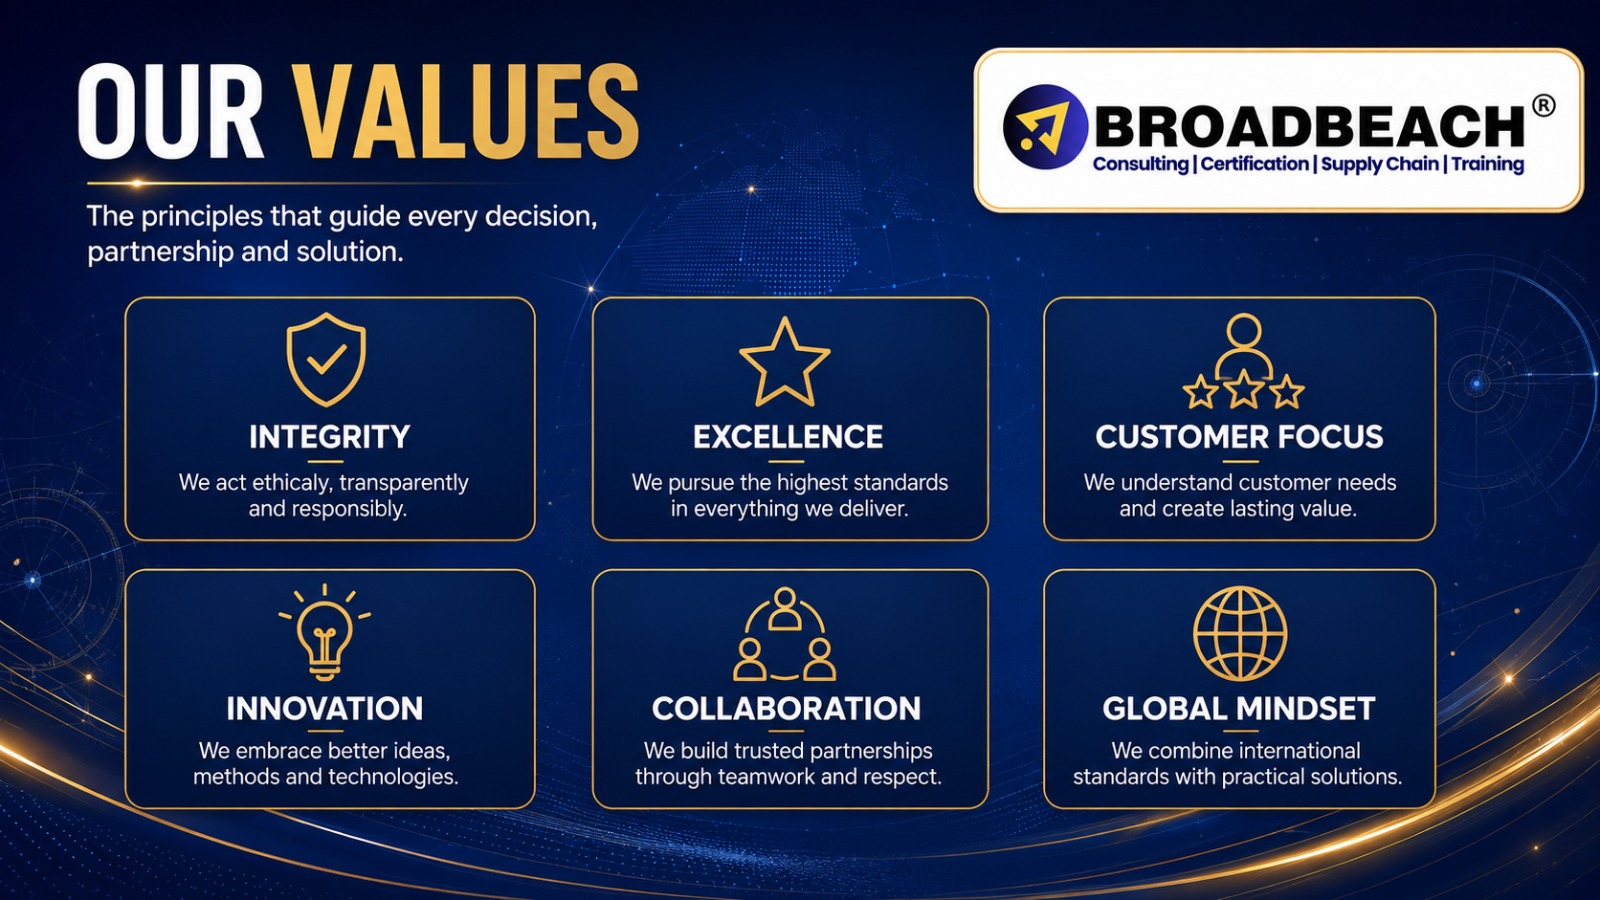 OUR VALUES
The principles that guide every decision,
partnership and solution.
BROADBEACH®
Consulting | Certification | Supply Chain | Training
INTEGRITY
We act ethicaly, transparently
and responsibly.
EXCELLENCE
We pursue the highest standards
in everything we deliver.
CUSTOMER FOCUS
We understand customer needs
and create lasting value.
INNOVATION
We embrace better ideas,
methods and technologies.
COLLABORATION
We build trusted partnerships
through teamwork and respect.
GLOBAL MINDSET
We combine international
standards with practical solutions.